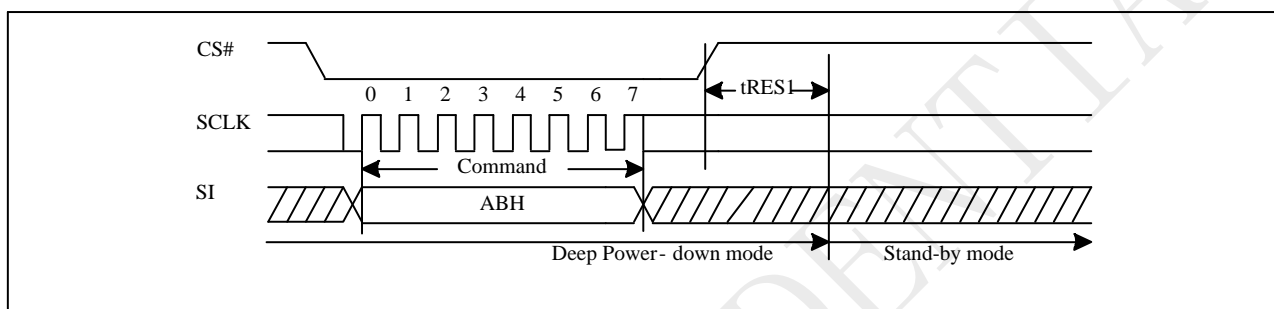 CS#
tRES1
0 1 2 3 4 5 6 7
SCLK
Command
SI
ABH
Deep Power- down mode
Stand-by mode